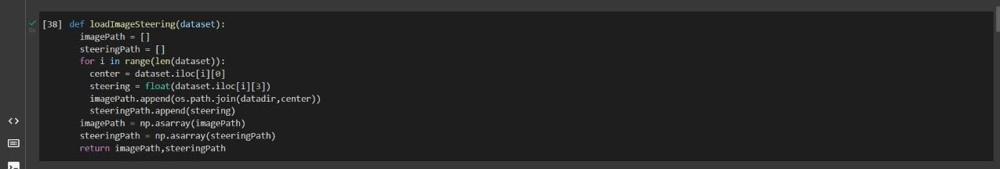 [38] def loadImageSteering(dataset):
0s
imagePath = []
steeringPath = []
for i in range(len(dataset)):
center = dataset.iloc[i][0]
steering = float(dataset.iloc[i][3])
imagePath.append(os.path.join(datadir,center))
steeringPath.append(steering)
imagePath = np.asarray(imagePath)
steeringPath = np.asarray(steeringPath)
return imagePath,steeringPath